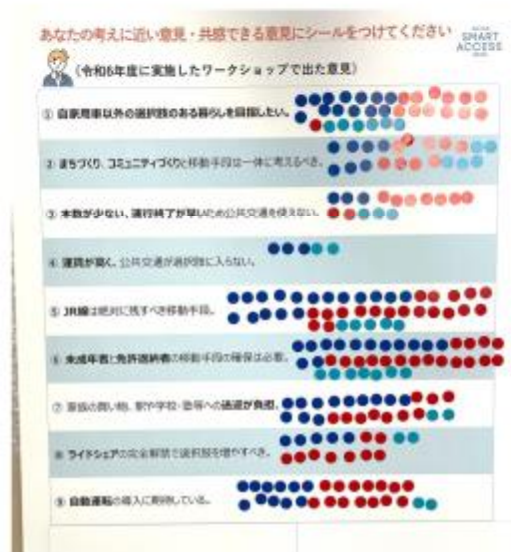 あなたの考えに近い意見・共感できる意見にシールをつけてください
SMART
ACCESS
(令和6年度に実施したワークショップで出た意見)
① 自家用車以外の選択肢のある暮らしを目指したい。
② まちづくり、コミュニティづくりと移動手段は一体に考えるべき。
③ 本数が少ない、運行終了が早いため公共交通を使えない。
④ 運賃が高く、公共交通が選択肢に入らない。
⑤ JR線は絶対に残すべき移動手段。
⑥ 未成年者と免許返納者の移動手段の確保は必要。
⑦ 家族の買い物、駅や学校・塾等への送迎が負担。
⑧ ライドシェアの完全解禁で選択肢を増やすべき。
⑨ 自動運転の導入に期待している。